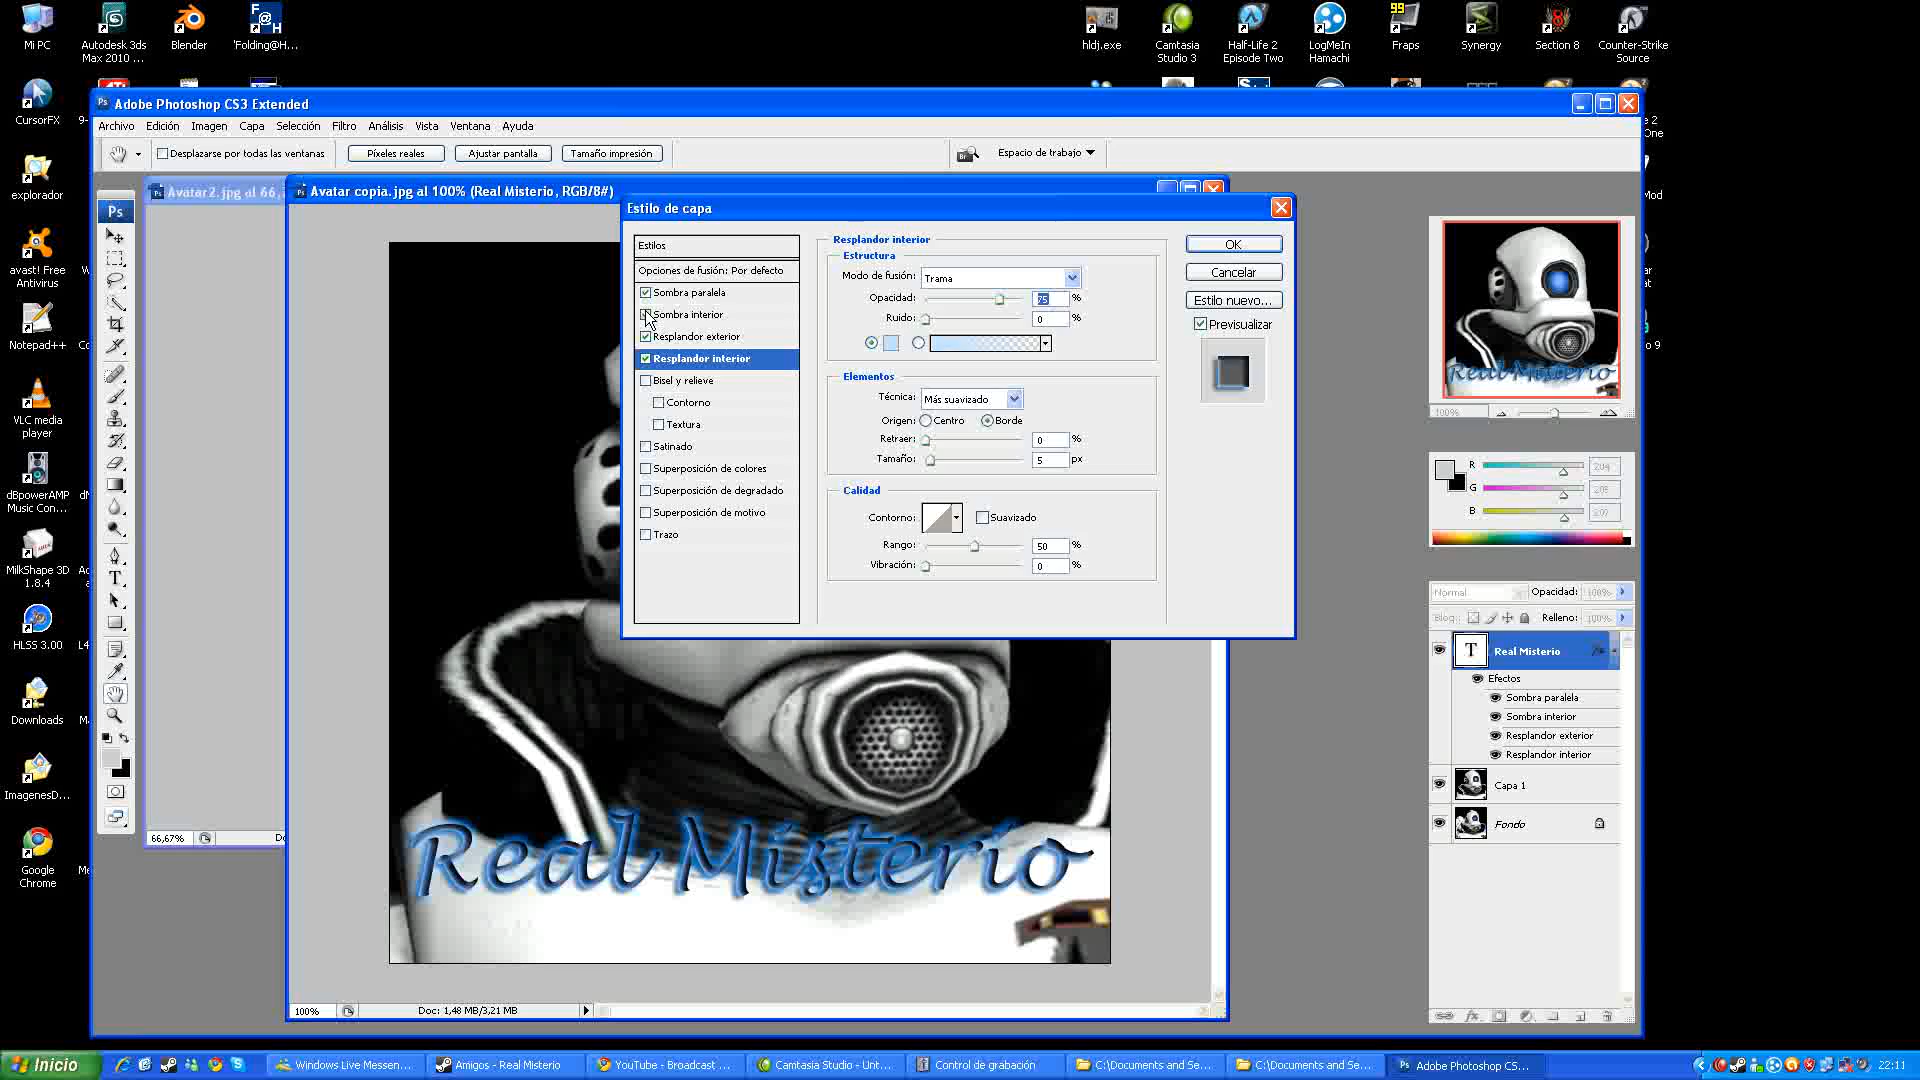 Mi PC
Autodesk 3ds
Max 2010 ...
Blender
'Folding@H...
hldj.exe
Camtasia
Studio 3
Half-Life 2
Episode Two
LogMeIn
Hamachi
99
Fraps
Synergy
Section 8
Counter-Strike
Source
CursorFX
explorador
avast! Free
Antivirus
Notepad++
VLC media
player
dBpowerAMP
Music Con...
MilkShape 3D
1.8.4
HLSS 3.00
Downloads
ImagenesD...
Google
Chrome
Adobe Photoshop CS3 Extended
Archivo Edición Imagen Capa Selección Filtro Análisis Vista Ventana Ayuda
Desplazarse por todas las ventanas
Píxeles reales
Ajustar pantalla
Tamaño impresión
Espacio de trabajo
Avatar2.jpg al 66,
Avatar copia.jpg al 100% (Real Misterio, RGB/8#)
Ps
Estilo de capa
Estilos
Opciones de fusión: Por defecto
Sombra paralela
Sombra interior
Resplandor exterior
Resplandor interior
Bisel y relieve
Contorno
Textura
Satinado
Superposición de colores
Superposición de degradado
Superposición de motivo
Trazo
Resplandor interior
Estructura
Modo de fusión: Trama
Opacidad: 75 %
Ruido: 0 %
Elementos
Técnica: Más suavizado
Origen: Centro Borde
Retraer: 0 %
Tamaño: 5 px
Calidad
Contorno: Suavizado
Rango: 50 %
Vibración: 0 %
OK
Cancelar
Estilo nuevo...
Previsualizar
Real Misterio
Real Misterio
100%
R 204
G
B
Normal Opacidad: 100%
Bloq.: Relleno: 100%
T Real Misterio
Efectos
Sombra paralela
Sombra interior
Resplandor exterior
Resplandor interior
Capa 1
Fondo
66,67%
100%
Doc: 1,48 MB/3,21 MB
Inicio
Windows Live Messen...
Amigos - Real Misterio
YouTube - Broadcast ...
Camtasia Studio - Unt...
Control de grabación
C:\Documents and Se...
C:\Documents and Se...
Adobe Photoshop CS...
22:11